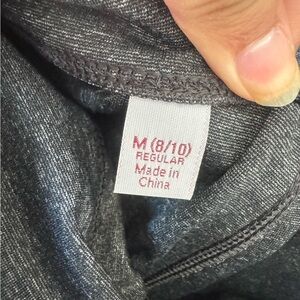 M (8/10)
REGULAR
Made in
China